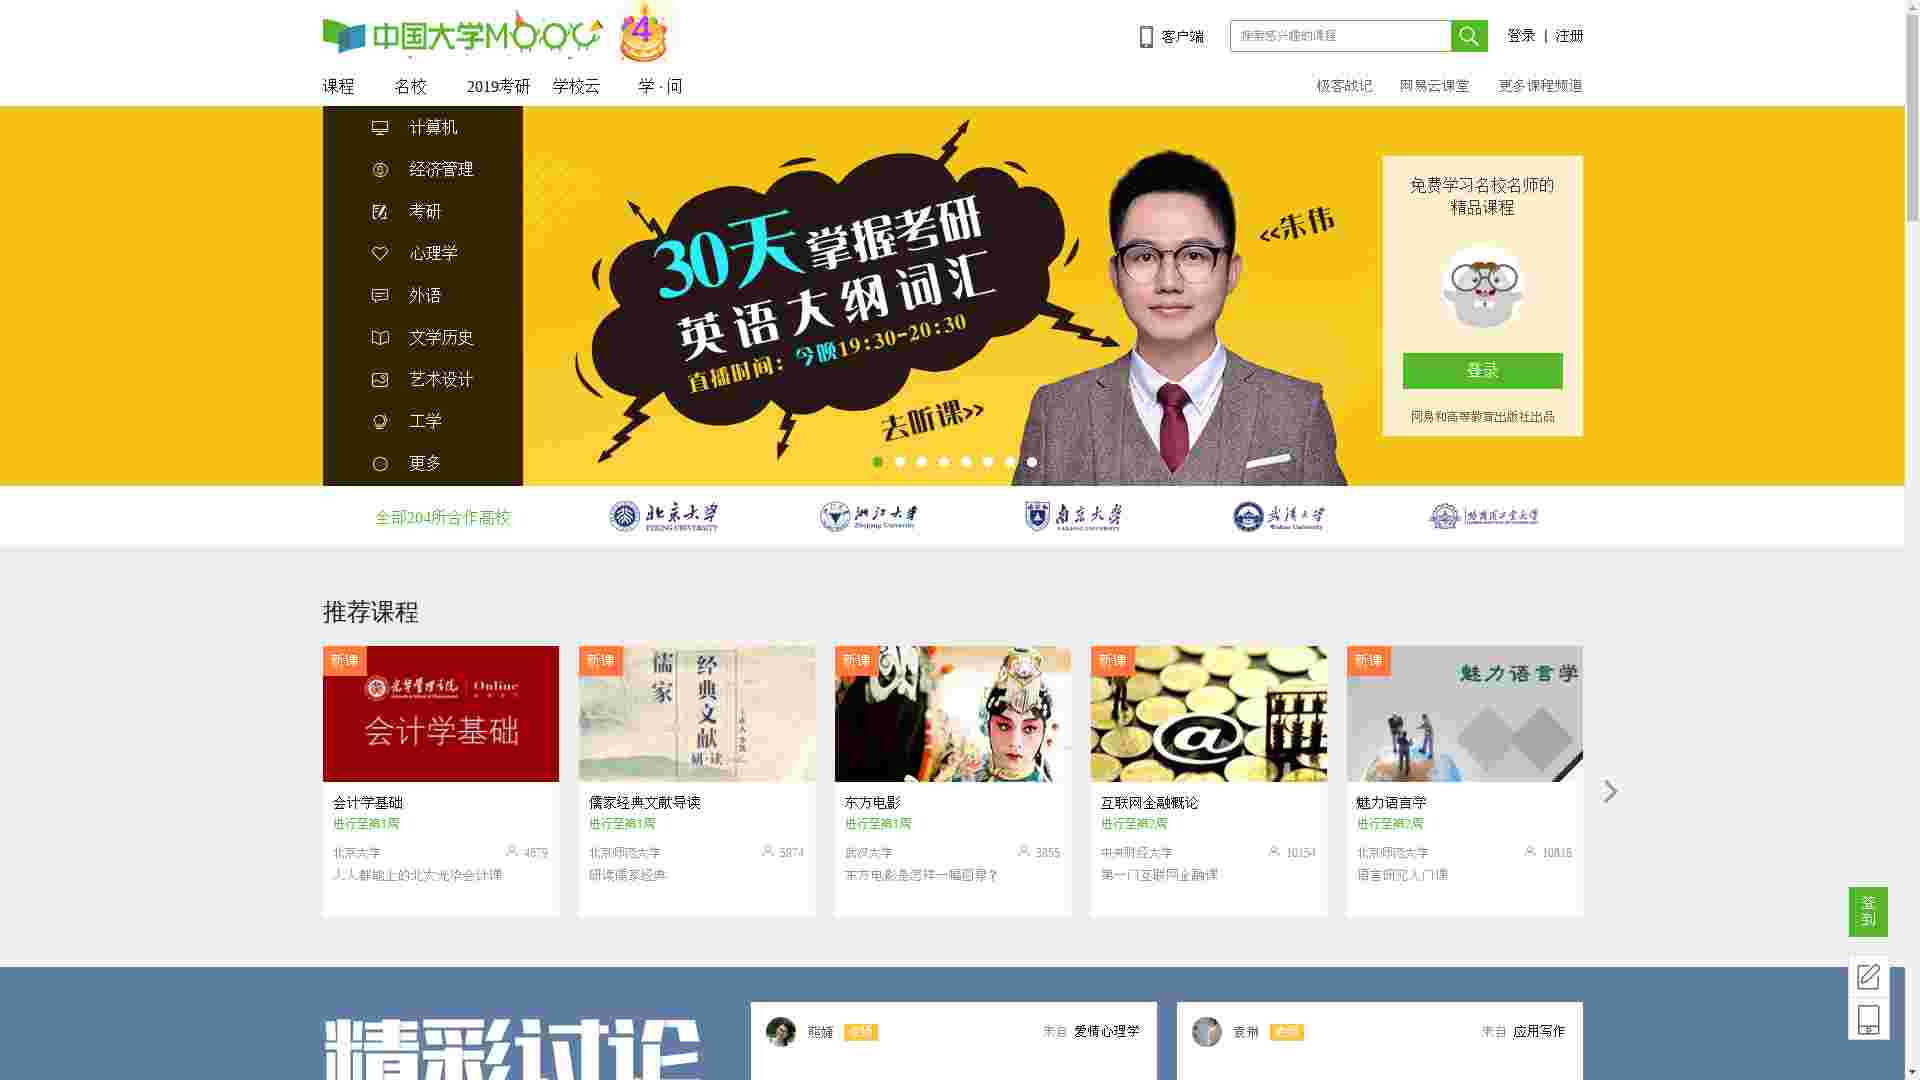 中国大学MOOC
4
客户端
搜索感兴趣的课程
登录 | 注册
课程
名校
2019考研
学校云
学·问
极客战记
网易云课堂
更多课程频道
计算机
经济管理
考研
心理学
外语
文学历史
艺术设计
工学
更多
30天掌握考研
英语大纲词汇
直播时间：今晚19:30-20:30
去听课>>
<<朱伟
免费学习名校名师的
精品课程
登录
网易和高等教育出版社出品
全部204所合作高校
北京大学
PEKING UNIVERSITY
浙江大学
Zhejiang University
南京大学
NANJING UNIVERSITY
武汉大学
Wuhan University
哈尔滨工业大学
推荐课程
新课
光华管理学院 | Online
会计学基础
会计学基础
进行至第1周
北京大学
4679
人人都能上的北大光华会计课
新课
儒家
经典文献
研·读
儒家经典文献导读
进行至第1周
北京师范大学
5874
研读儒家经典
新课
东方电影
进行至第1周
武汉大学
3855
东方电影是怎样一幅图景？
新课
@
互联网金融概论
进行至第2周
中央财经大学
10154
第一门互联网金融课
新课
魅力语言学
魅力语言学
进行至第2周
北京师范大学
10818
语言研究入门课
签到
精彩讨论
熊婕
老师
来自 爱情心理学
袁琳
老师
来自 应用写作